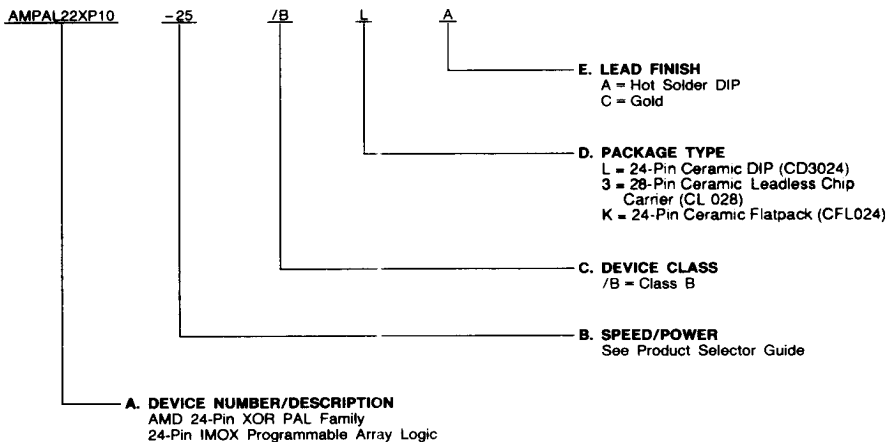 AMPAL22XP10 -25 /B L A
E. LEAD FINISH
A = Hot Solder DIP
C = Gold
D. PACKAGE TYPE
L = 24-Pin Ceramic DIP (CD3024)
3 = 28-Pin Ceramic Leadless Chip
Carrier (CL 028)
K = 24-Pin Ceramic Flatpack (CFL024)
C. DEVICE CLASS
/B = Class B
B. SPEED/POWER
See Product Selector Guide
A. DEVICE NUMBER/DESCRIPTION
AMD 24-Pin XOR PAL Family
24-Pin IMOX Programmable Array Logic